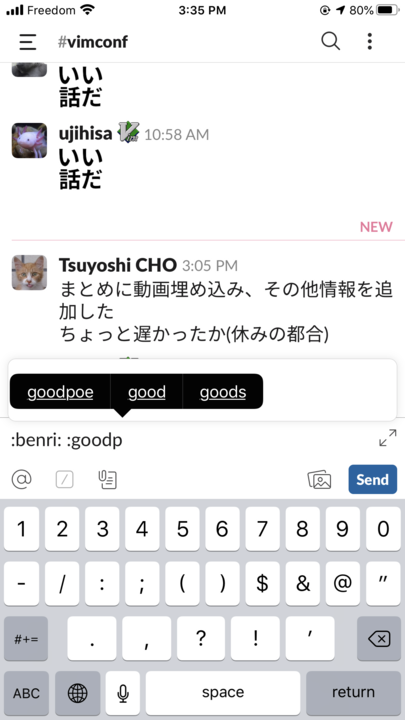 Freedom 3:35 PM 80%
#vimconf
いい
話だ
ujihisa 10:58 AM
いい
話だ
NEW
Tsuyoshi CHO 3:05 PM
まとめに動画埋め込み、その他情報を追
加した
ちょっと遅かったか(休みの都合)
goodpoe good goods
:benri: :goodp
@ / Send
1 2 3 4 5 6 7 8 9 0
- / : ; ( ) $ & @ "
#+= . , ? ! '
ABC space return